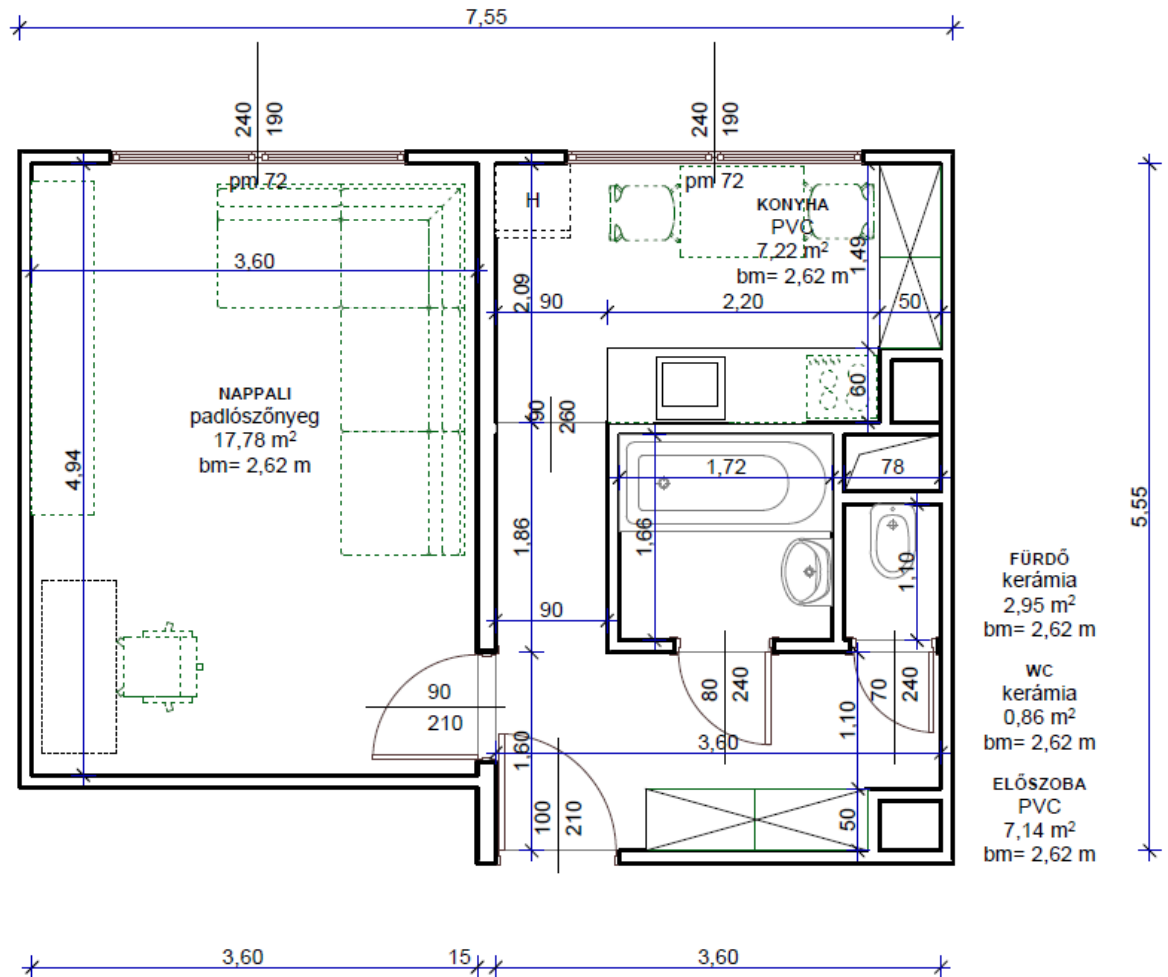 7,55
240
190
240
190
pm 72
pm 72
H
KONYHA
PVC
7,22 m²
bm= 2,62 m
1,49
3,60
2,09
90
2,20
50
NAPPALI
padlószőnyeg
17,78 m²
bm= 2,62 m
60
90
260
4,94
1,72
78
5,55
1,86
1,66
1,10
FÜRDŐ
kerámia
2,95 m²
bm= 2,62 m
90
WC
kerámia
0,86 m²
bm= 2,62 m
90
210
80
240
70
240
1,10
1,60
3,60
ELŐSZOBA
PVC
7,14 m²
bm= 2,62 m
100
210
50
3,60
15
3,60